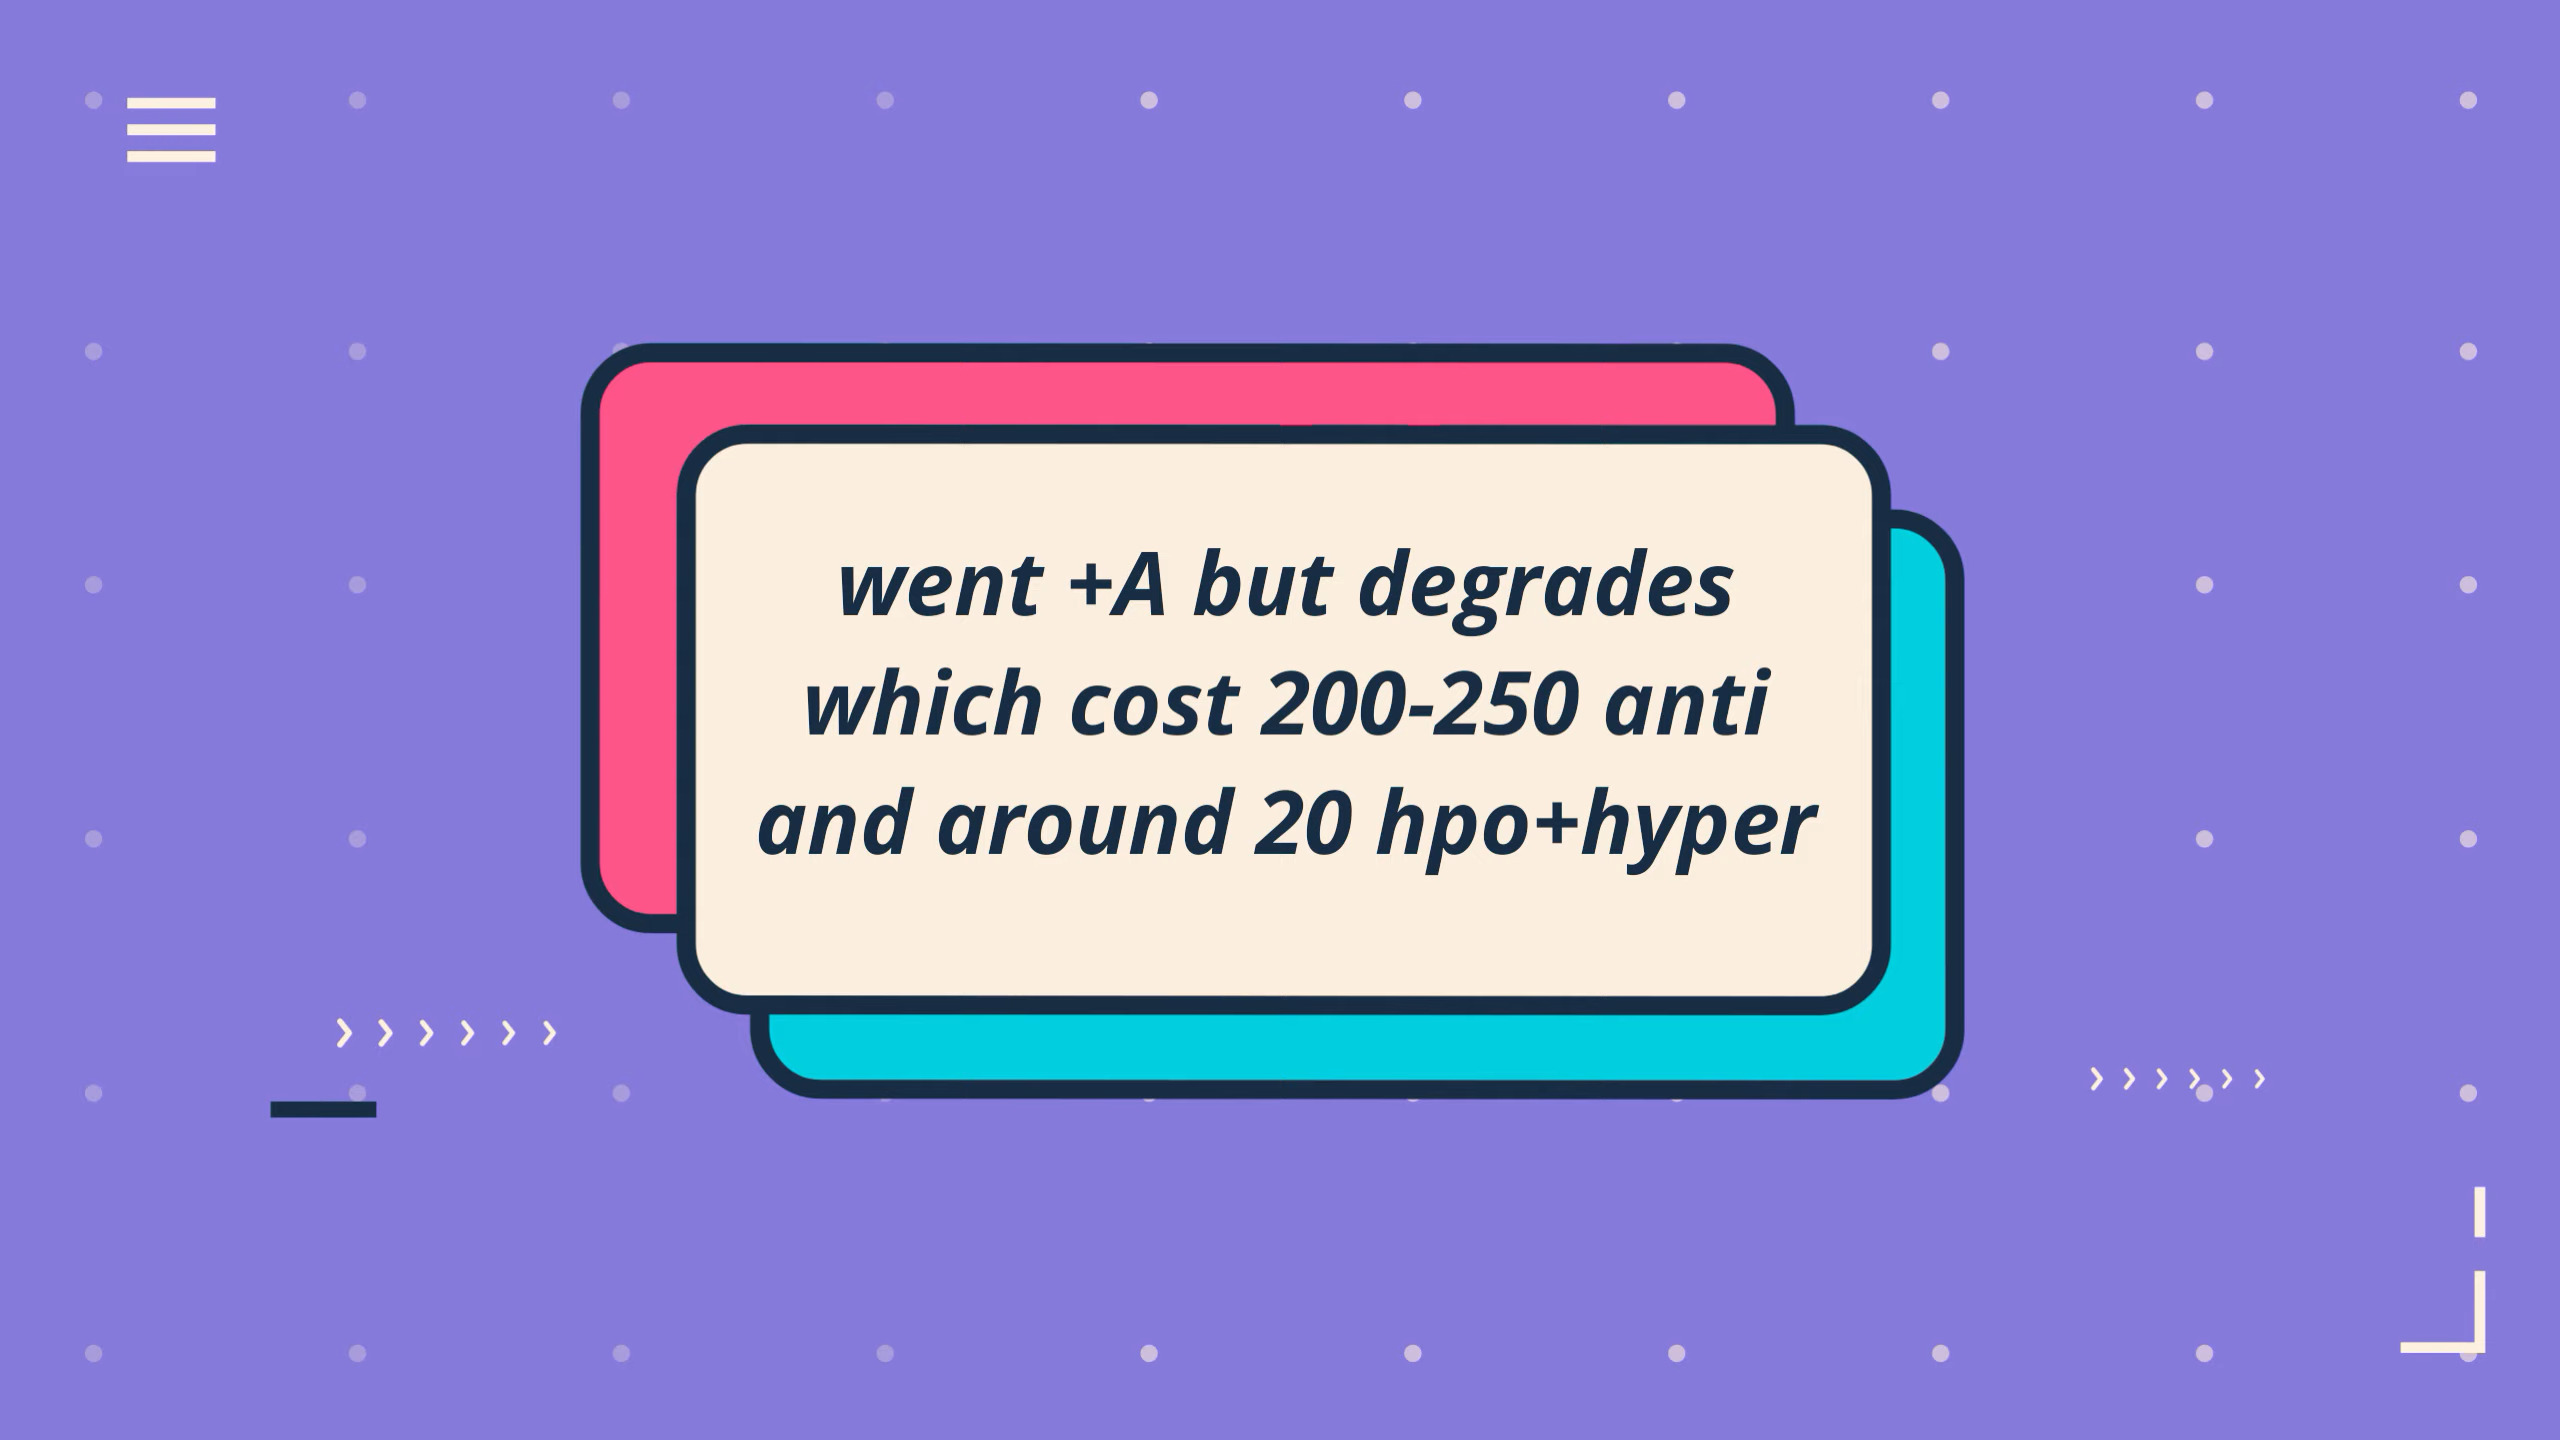 went +A but degrades
which cost 200-250 anti
and around 20 hpo+hyper